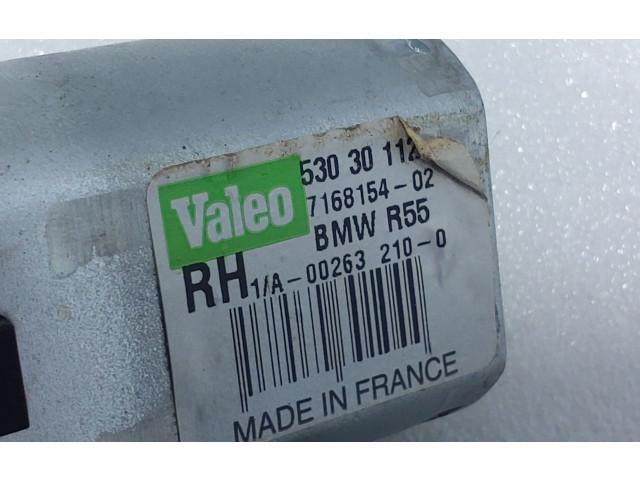 Valeo
530 30 112
7168154-02
BMW R55
RH 1/A-00263 210-0
MADE IN FRANCE